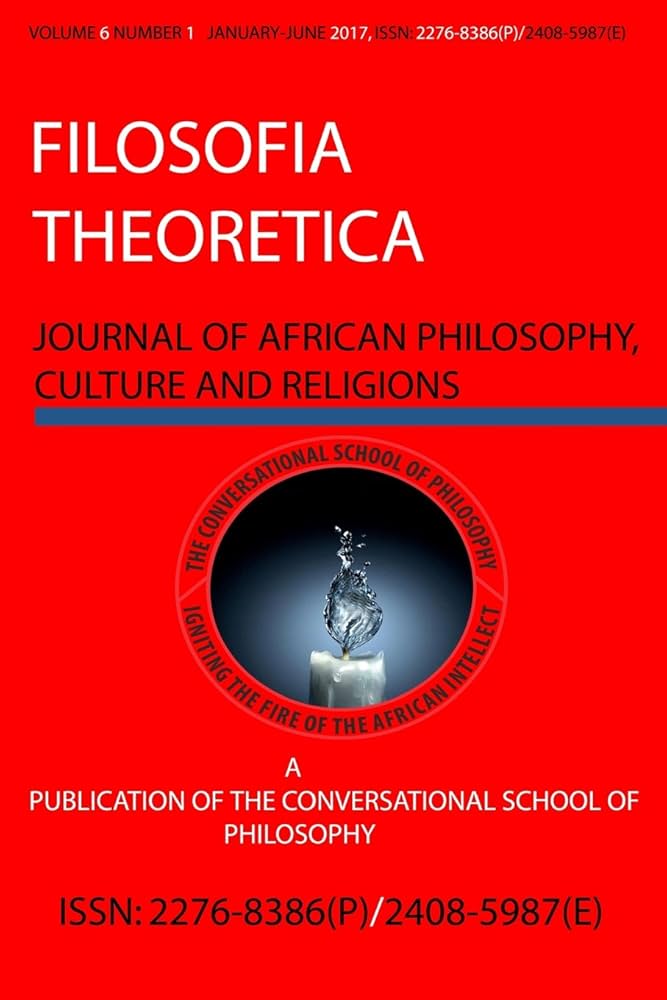 VOLUME 6 NUMBER 1 JANUARY-JUNE 2017, ISSN: 2276-8386(P)/2408-5987(E)
FILOSOFIA
THEORETICA
JOURNAL OF AFRICAN PHILOSOPHY,
CULTURE AND RELIGIONS
THE CONVERSATIONAL SCHOOL OF PHILOSOPHY
IGNITING THE FIRE OF THE AFRICAN INTELLECT
A
PUBLICATION OF THE CONVERSATIONAL SCHOOL OF
PHILOSOPHY
ISSN: 2276-8386(P)/2408-5987(E)